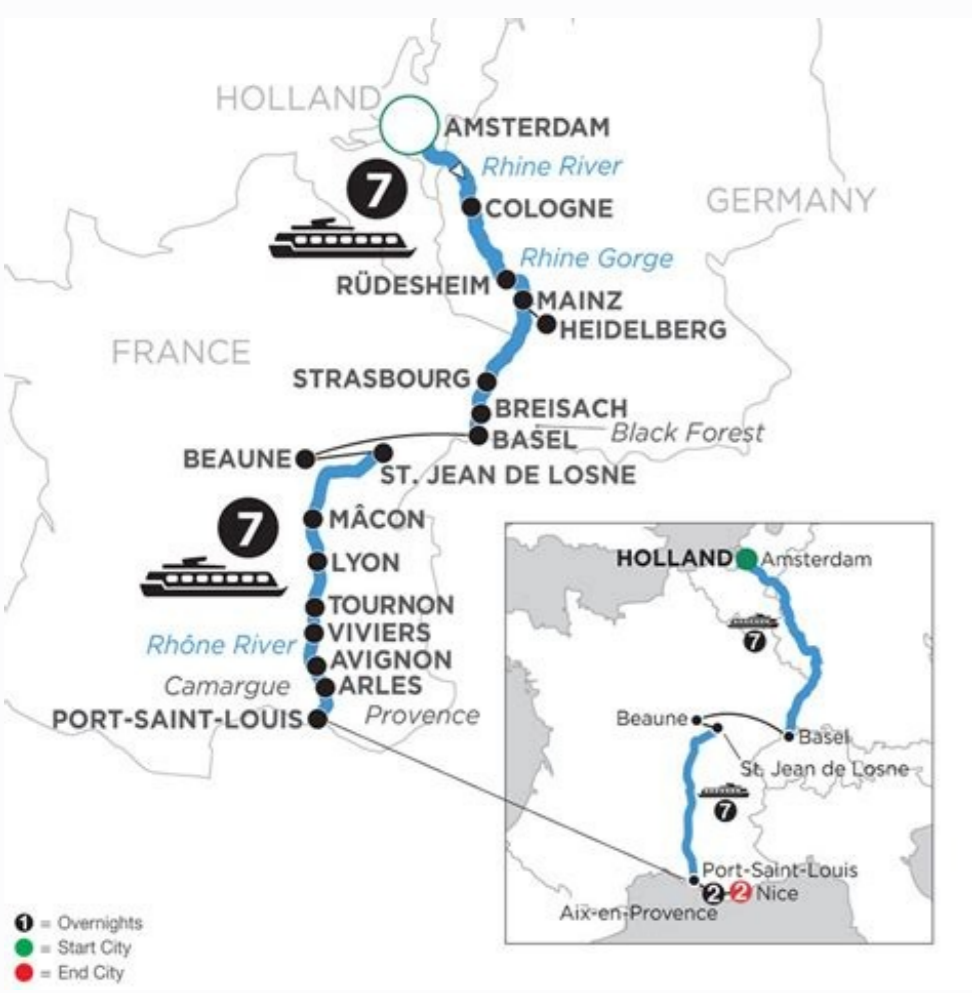 HOLLAND
AMSTERDAM
Rhine River
7
COLOGNE
GERMANY
Rhine Gorge
RÜDESHEIM
MAINZ
HEIDELBERG
FRANCE
STRASBOURG
BREISACH
BASEL
Black Forest
BEAUNE
ST. JEAN DE LOSNE
7
MÂCON
LYON
TOURNON
VIVIERS
Rhône River
AVIGNON
Camargue
ARLES
PORT-SAINT-LOUIS
Provence
HOLLAND Amsterdam
7
Beaune
Basel
St. Jean de Losne
7
Port-Saint-Louis
2 2 Nice
Aix-en-Provence
1 = Overnights
= Start City
= End City